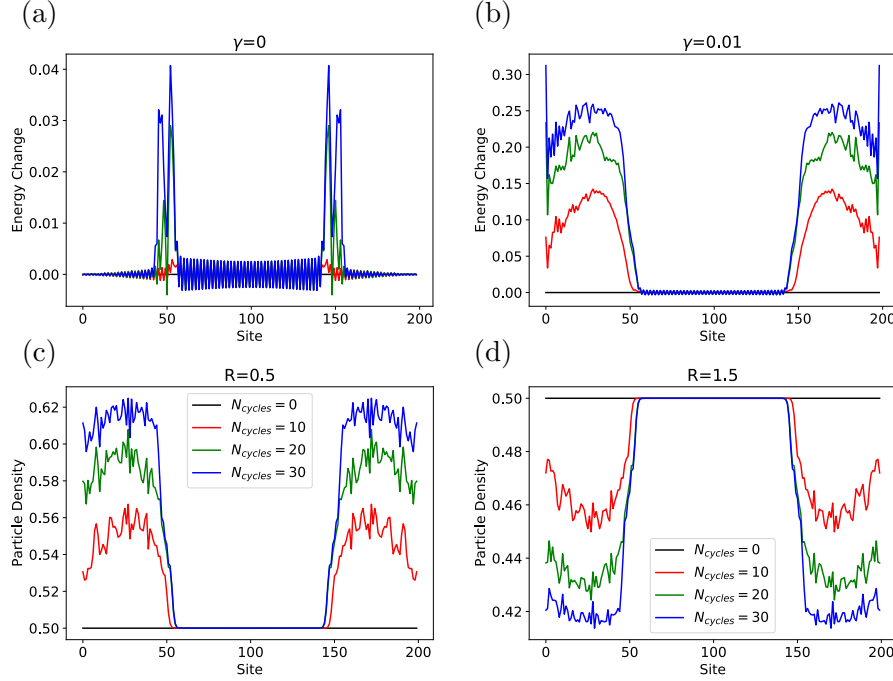 (a)
γ=0
Energy Change
0.04
0.03
0.02
0.01
0.00
0 50 100 150 200
Site
(b)
γ=0.01
Energy Change
0.30
0.25
0.20
0.15
0.10
0.05
0.00
0 50 100 150 200
Site
(c)
R=0.5
Particle Density
0.62
0.60
0.58
0.56
0.54
0.52
0.50
N_cycles = 0
N_cycles = 10
N_cycles = 20
N_cycles = 30
0 50 100 150 200
Site
(d)
R=1.5
Particle Density
0.50
0.48
0.46
0.44
0.42
N_cycles = 0
N_cycles = 10
N_cycles = 20
N_cycles = 30
0 50 100 150 200
Site